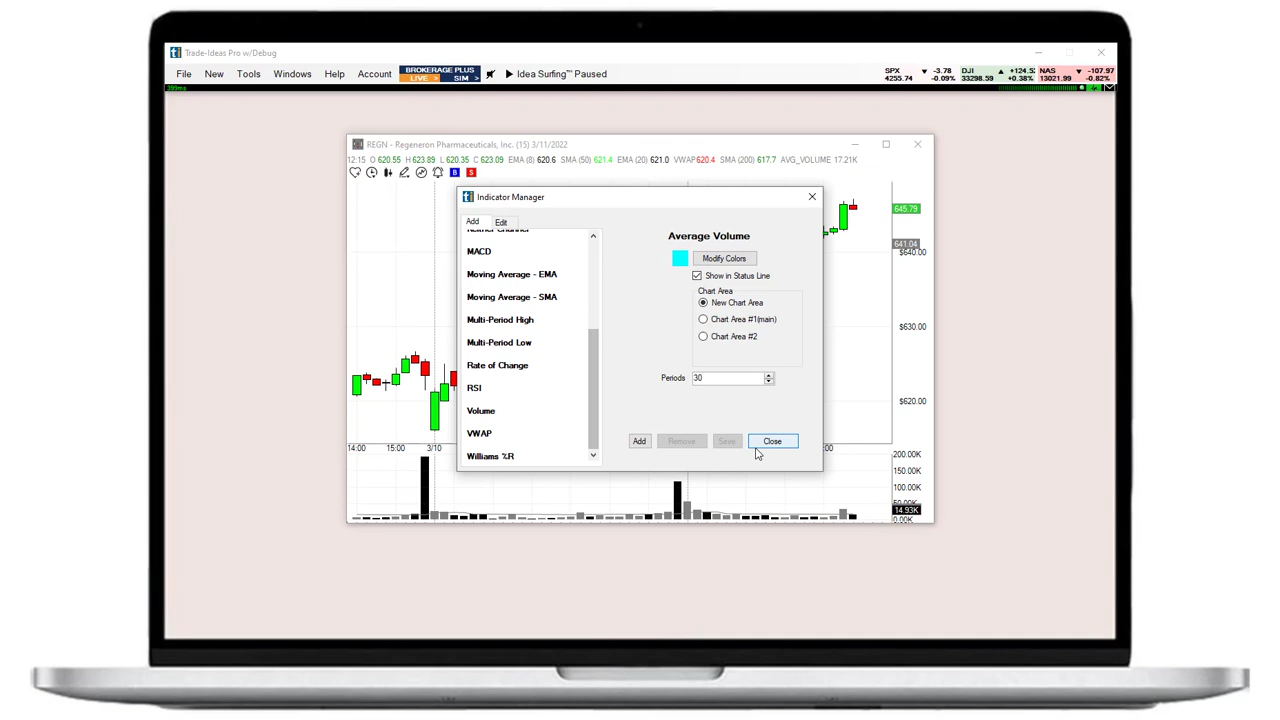 Trade-Ideas Pro w/Debug
File New Tools Windows Help Account BROKERAGE PLUS LIVE > SIM > Idea Surfing™ Paused
SPX -3.78 DJI +124.5 NAS -107.97
4255.74 -0.09% 33298.59 +0.38% 13021.99 -0.82%
399ms
REGN - Regeneron Pharmaceuticals, Inc. (15) 3/11/2022
12:15 O 620.55 H 623.89 L 620.35 C 623.09 EMA (8) 620.6 SMA (50) 621.4 EMA (20) 621.0 VWAP 620.4 SMA (200) 617.7 AVG_VOLUME 17.21K
B S
Indicator Manager
Add Edit
MACD
Moving Average - EMA
Moving Average - SMA
Multi-Period High
Multi-Period Low
Rate of Change
RSI
Volume
VWAP
Williams %R
Average Volume
Modify Colors
Show in Status Line
Chart Area
New Chart Area
Chart Area #1(main)
Chart Area #2
Periods 30
Add Remove Save Close
645.79
641.04
$640.00
$630.00
$620.00
14:00 15:00 3/10 :00
200.00K
150.00K
100.00K
14.93K
0.00K